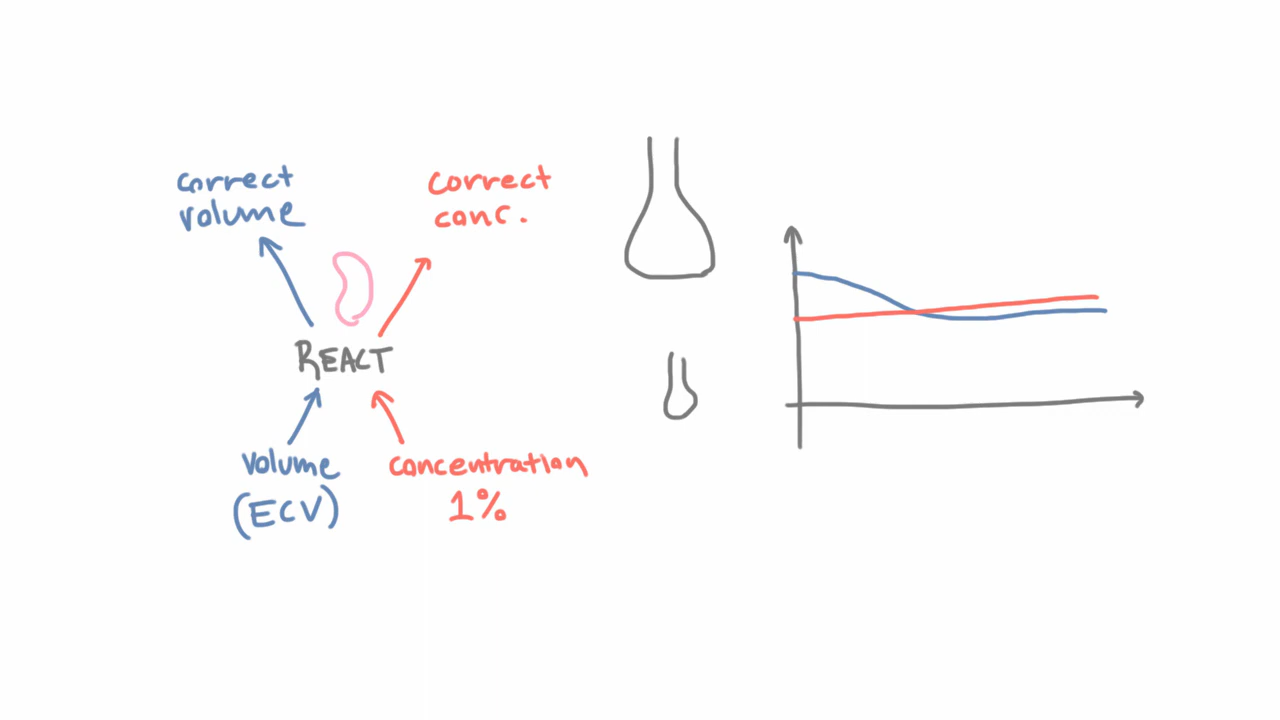 correct
volume
correct
conc.
REACT
volume
(ECV)
concentration
1%